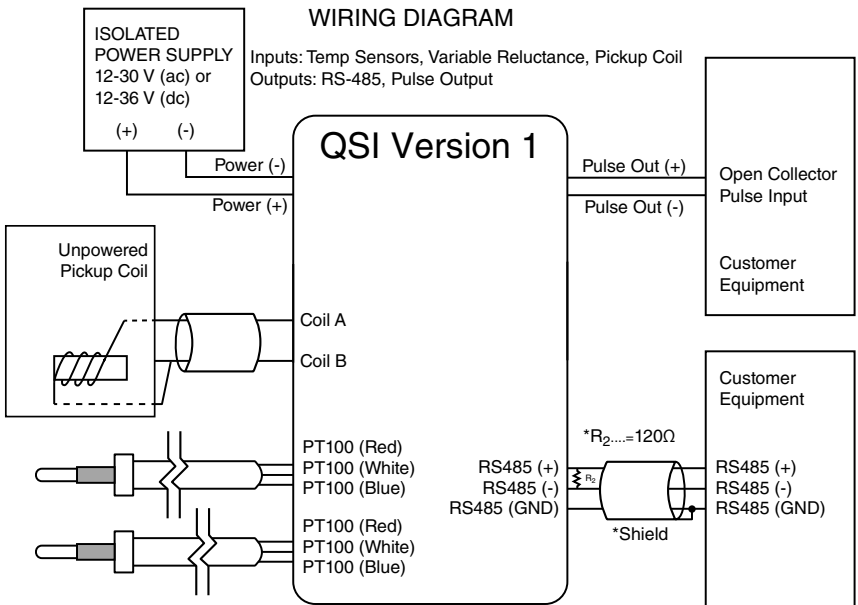 WIRING DIAGRAM
ISOLATED
POWER SUPPLY
12-30 V (ac) or
12-36 V (dc)
(+) (-)
Inputs: Temp Sensors, Variable Reluctance, Pickup Coil
Outputs: RS-485, Pulse Output
QSI Version 1
Power (-)
Power (+)
Pulse Out (+)
Pulse Out (-)
Open Collector
Pulse Input
Customer
Equipment
Unpowered
Pickup Coil
Coil A
Coil B
PT100 (Red)
PT100 (White)
PT100 (Blue)
PT100 (Red)
PT100 (White)
PT100 (Blue)
*R2....=120Ω
RS485 (+)
RS485 (-)
RS485 (GND)
R2
*Shield
Customer
Equipment
RS485 (+)
RS485 (-)
RS485 (GND)